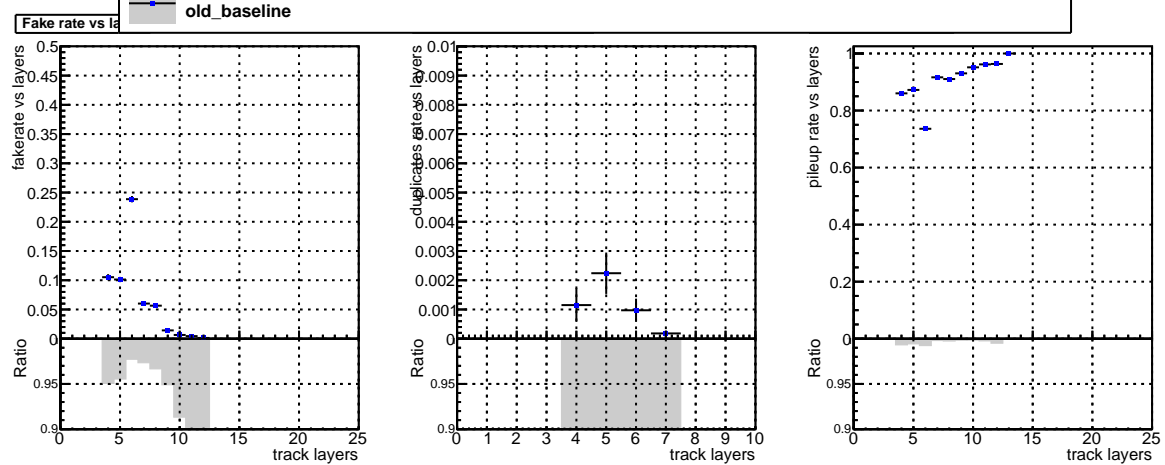 old_baseline
Fake rate vs la
fakerate vs layers
0.5
0.45
0.4
0.35
0.3
0.25
0.2
0.15
0.1
0.05
0
Ratio
0.95
0.9
0 5 10 15 20 25
track layers
duplicates rate vs layers
0.01
0.009
0.008
0.007
0.006
0.005
0.004
0.003
0.002
0.001
0
Ratio
0.95
0.9
0 1 2 3 4 5 6 7 8 9 10
track layers
pileup rate vs layers
1
0.8
0.6
0.4
0.2
0
Ratio
0.95
0.9
0 5 10 15 20 25
track layers